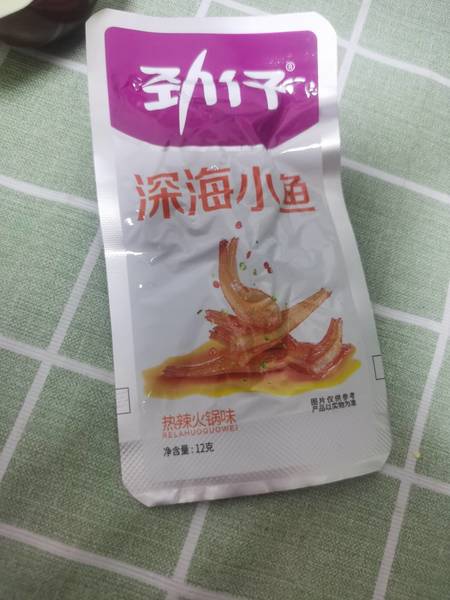 劲仔®
深海小鱼
热辣火锅味
RELAHUOGUOWEI
图片仅供参考
产品以实物为准
净含量：12克